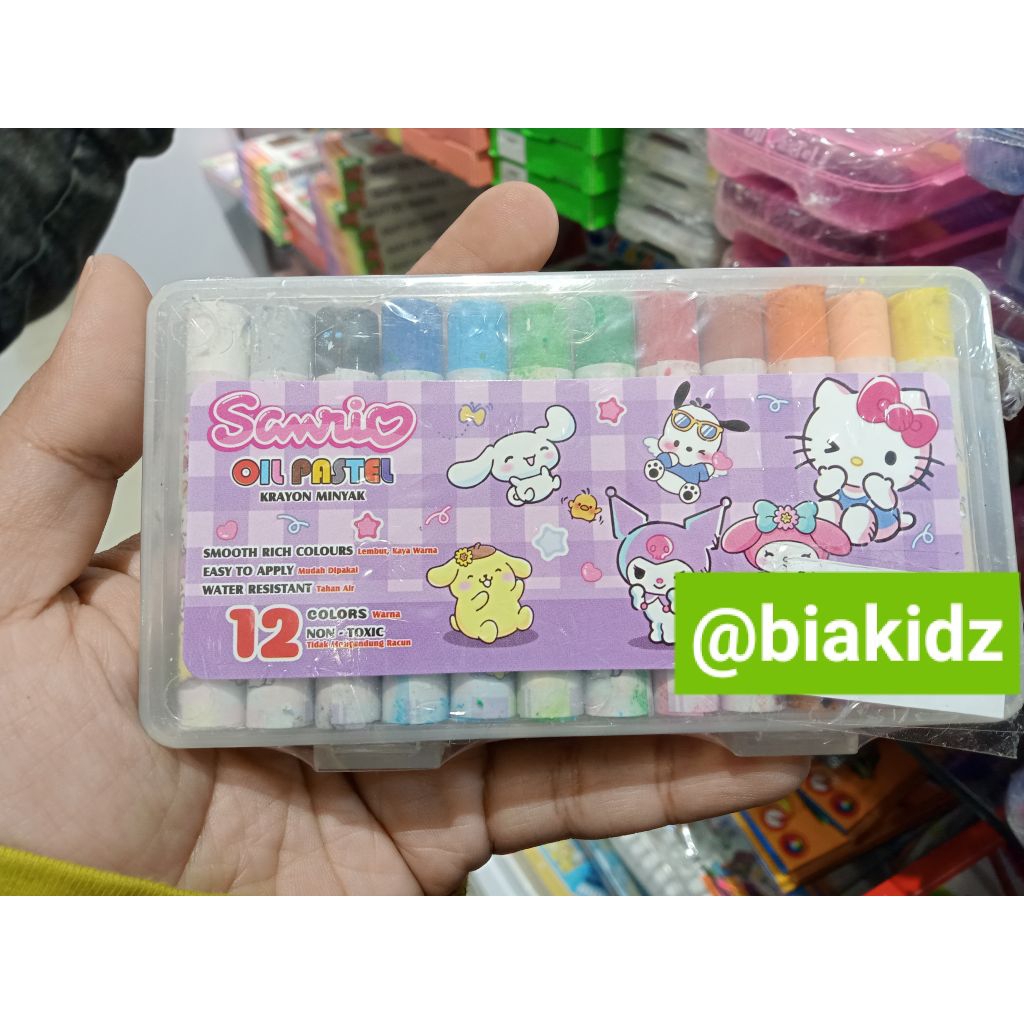 Sanrio
OIL PASTEL
KRAYON MINYAK
SMOOTH RICH COLOURS Lembut, Kaya Warna
EASY TO APPLY Mudah Dipakai
WATER RESISTANT Tahan Air
12 COLORS Warna
NON - TOXIC
Tidak Mengandung Racun
@biakidz